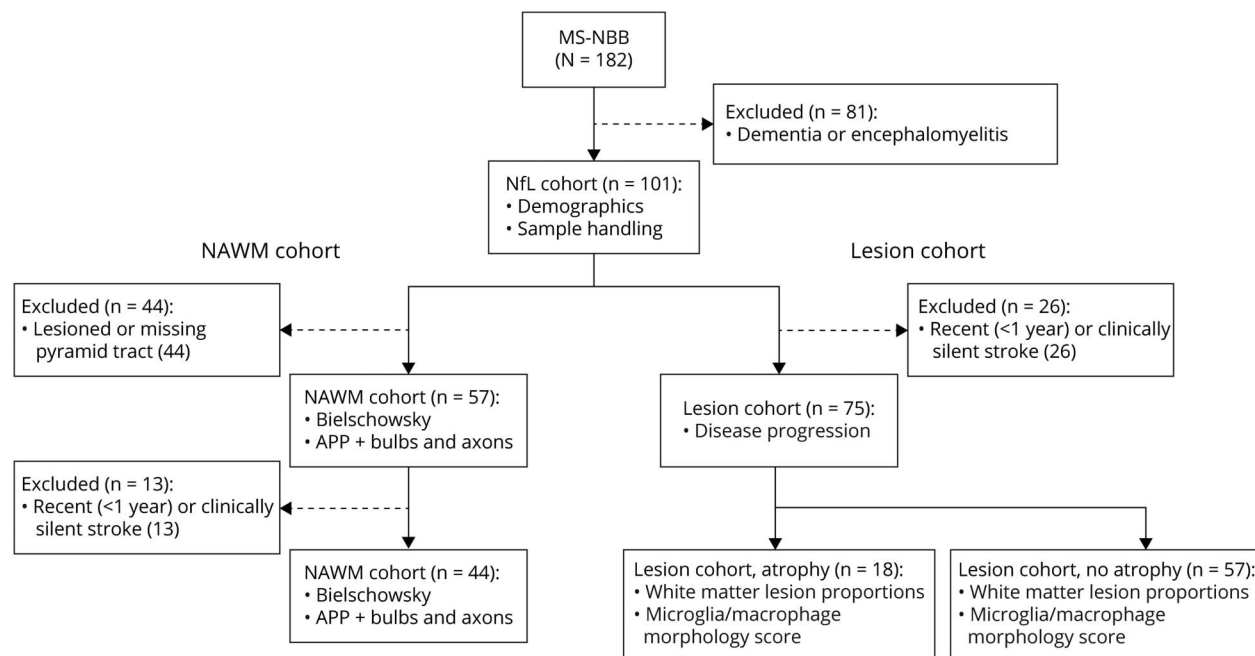 MS-NBB
(N = 182)
Excluded (n = 81):
• Dementia or encephalomyelitis
NfL cohort (n = 101):
• Demographics
• Sample handling
NAWM cohort
Lesion cohort
Excluded (n = 44):
• Lesioned or missing
pyramid tract (44)
Excluded (n = 26):
• Recent (<1 year) or clinically
silent stroke (26)
NAWM cohort (n = 57):
• Bielschowsky
• APP + bulbs and axons
Lesion cohort (n = 75):
• Disease progression
Excluded (n = 13):
• Recent (<1 year) or clinically
silent stroke (13)
NAWM cohort (n = 44):
• Bielschowsky
• APP + bulbs and axons
Lesion cohort, atrophy (n = 18):
• White matter lesion proportions
• Microglia/macrophage
morphology score
Lesion cohort, no atrophy (n = 57):
• White matter lesion proportions
• Microglia/macrophage
morphology score